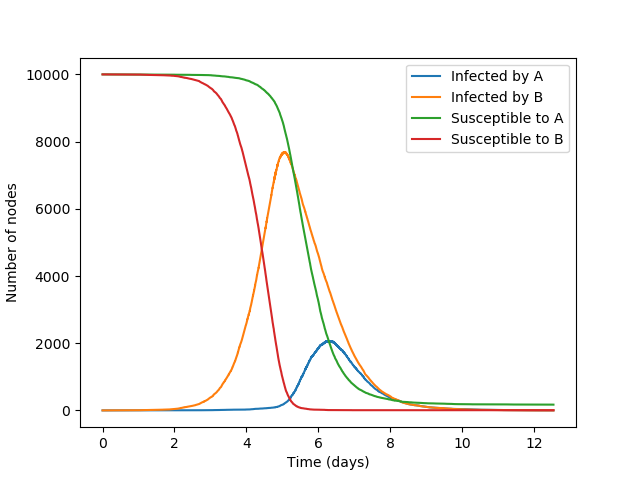 10000
8000
6000
4000
2000
0
Number of nodes
0 2 4 6 8 10 12
Time (days)
Infected by A
Infected by B
Susceptible to A
Susceptible to B